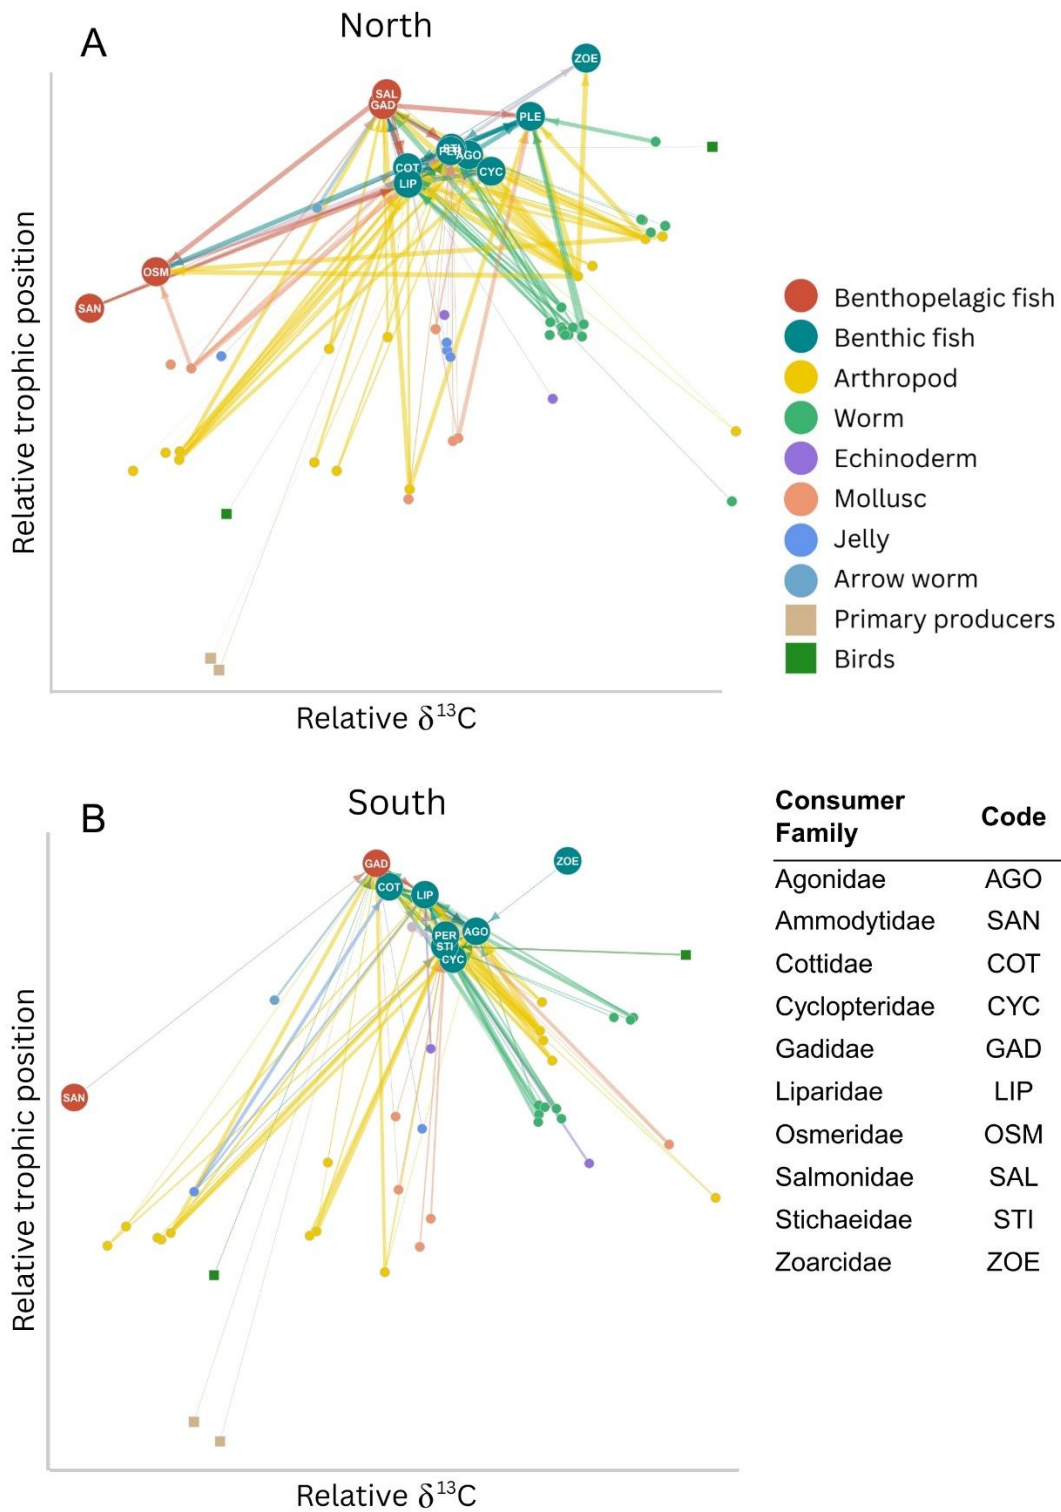 A
North
ZOE
SAL
GAD
PLE
STI
PER
AGO
COT
CYC
LIP
OSM
SAN
Relative trophic position
Relative δ¹³C
Benthopelagic fish
Benthic fish
Arthropod
Worm
Echinoderm
Mollusc
Jelly
Arrow worm
Primary producers
Birds
B
South
GAD
ZOE
COT
LIP
PER
AGO
STI
CYC
SAN
Relative trophic position
Relative δ¹³C
Consumer
Family Code
Agonidae AGO
Ammodytidae SAN
Cottidae COT
Cyclopteridae CYC
Gadidae GAD
Liparidae LIP
Osmeridae OSM
Salmonidae SAL
Stichaeidae STI
Zoarcidae ZOE